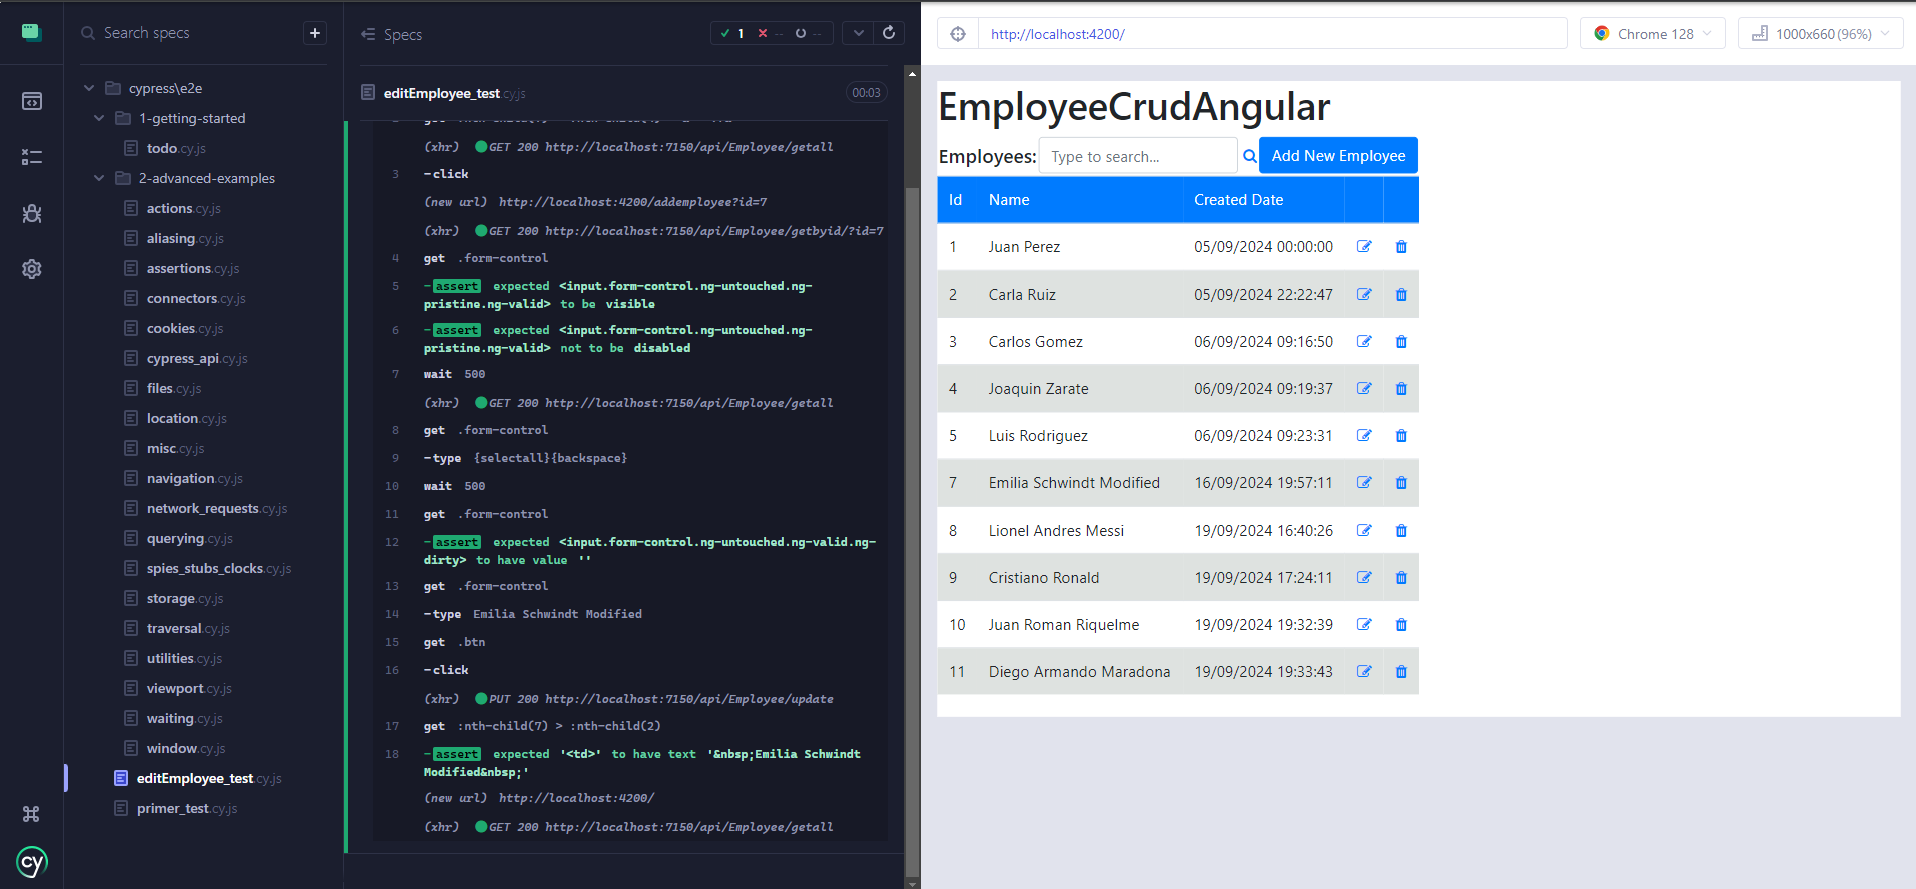 Search specs
+
cypress\e2e
1-getting-started
todo.cy.js
2-advanced-examples
actions.cy.js
aliasing.cy.js
assertions.cy.js
connectors.cy.js
cookies.cy.js
cypress_api.cy.js
files.cy.js
location.cy.js
misc.cy.js
navigation.cy.js
network_requests.cy.js
querying.cy.js
spies_stubs_clocks.cy.js
storage.cy.js
traversal.cy.js
utilities.cy.js
viewport.cy.js
waiting.cy.js
window.cy.js
editEmployee_test.cy.js
primer_test.cy.js
cy
Specs
1 -- --
editEmployee_test.cy.js 00:03
(xhr) GET 200 http://localhost:7150/api/Employee/getall
3 -click
(new url) http://localhost:4200/addemployee?id=7
(xhr) GET 200 http://localhost:7150/api/Employee/getbyid/?id=7
4 get .form-control
5 -assert expected <input.form-control.ng-untouched.ng-
pristine.ng-valid> to be visible
6 -assert expected <input.form-control.ng-untouched.ng-
pristine.ng-valid> not to be disabled
7 wait 500
(xhr) GET 200 http://localhost:7150/api/Employee/getall
8 get .form-control
9 -type {selectall}{backspace}
10 wait 500
11 get .form-control
12 -assert expected <input.form-control.ng-untouched.ng-valid.ng-
dirty> to have value ''
13 get .form-control
14 -type Emilia Schwindt Modified
15 get .btn
16 -click
(xhr) PUT 200 http://localhost:7150/api/Employee/update
17 get :nth-child(7) > :nth-child(2)
18 -assert expected '<td>' to have text '&nbsp;Emilia Schwindt
Modified&nbsp;'
(new url) http://localhost:4200/
(xhr) GET 200 http://localhost:7150/api/Employee/getall
http://localhost:4200/
Chrome 128
1000x660 (96%)
EmployeeCrudAngular
Employees: Type to search... Add New Employee
Id Name Created Date
1 Juan Perez 05/09/2024 00:00:00
2 Carla Ruiz 05/09/2024 22:22:47
3 Carlos Gomez 06/09/2024 09:16:50
4 Joaquin Zarate 06/09/2024 09:19:37
5 Luis Rodriguez 06/09/2024 09:23:31
7 Emilia Schwindt Modified 16/09/2024 19:57:11
8 Lionel Andres Messi 19/09/2024 16:40:26
9 Cristiano Ronald 19/09/2024 17:24:11
10 Juan Roman Riquelme 19/09/2024 19:32:39
11 Diego Armando Maradona 19/09/2024 19:33:43